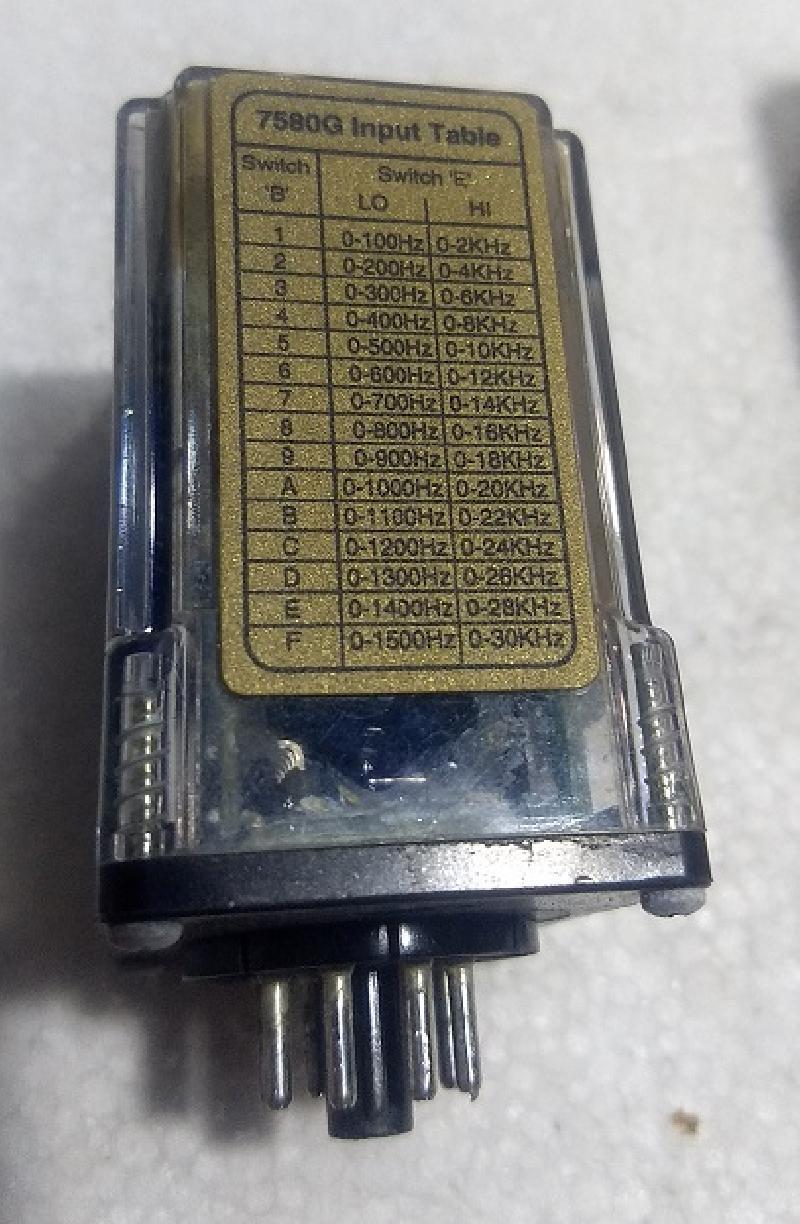 7580G Input Table
Switch 'B' Switch 'E'
LO HI
1 0-100Hz 0-2KHz
2 0-200Hz 0-4KHz
3 0-300Hz 0-6KHz
4 0-400Hz 0-8KHz
5 0-500Hz 0-10KHz
6 0-600Hz 0-12KHz
7 0-700Hz 0-14KHz
8 0-800Hz 0-16KHz
9 0-900Hz 0-18KHz
A 0-1000Hz 0-20KHz
B 0-1100Hz 0-22KHz
C 0-1200Hz 0-24KHz
D 0-1300Hz 0-26KHz
E 0-1400Hz 0-28KHz
F 0-1500Hz 0-30KHz